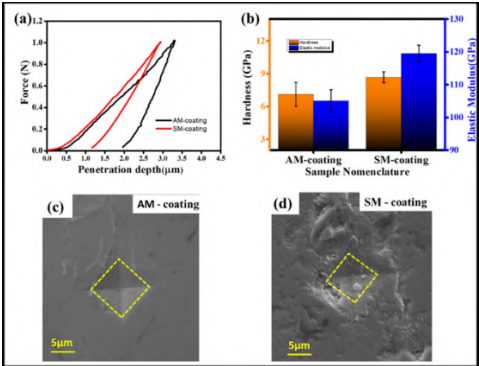 (a)
Force (N)
1.2
1.0
0.8
0.6
0.4
0.2
0.0
AM-coating
SM-coating
0.0 0.5 1.0 1.5 2.0 2.5 3.0 3.5 4.0 4.5
Penetration depth(μm)
(b)
Hardness (GPa)
12
9
6
3
Hardness
Elastic modulus
130
120
110
100
90
Elastic Modulus(GPa)
AM-coating SM-coating
Sample Nomenclature
(c)
AM - coating
5μm
(d)
SM - coating
5μm